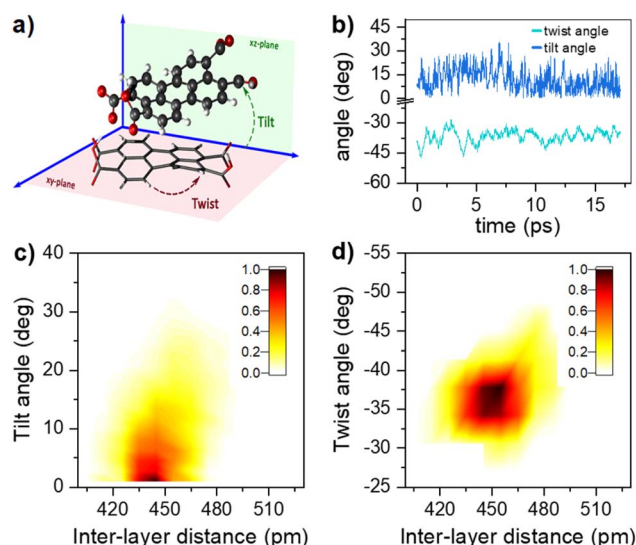 a)
xz-plane
Tilt
xy-plane
Twist
b)
twist angle
tilt angle
angle (deg)
45
30
15
0
-30
-45
-60
0
5
10
15
time (ps)
c)
Tilt angle (deg)
40
30
20
10
0
1.0
0.8
0.6
0.4
0.2
0.0
420
450
480
510
Inter-layer distance (pm)
d)
Twist angle (deg)
-55
-50
-45
-40
-35
-30
-25
1.0
0.8
0.6
0.4
0.2
0.0
420
450
480
510
Inter-layer distance (pm)